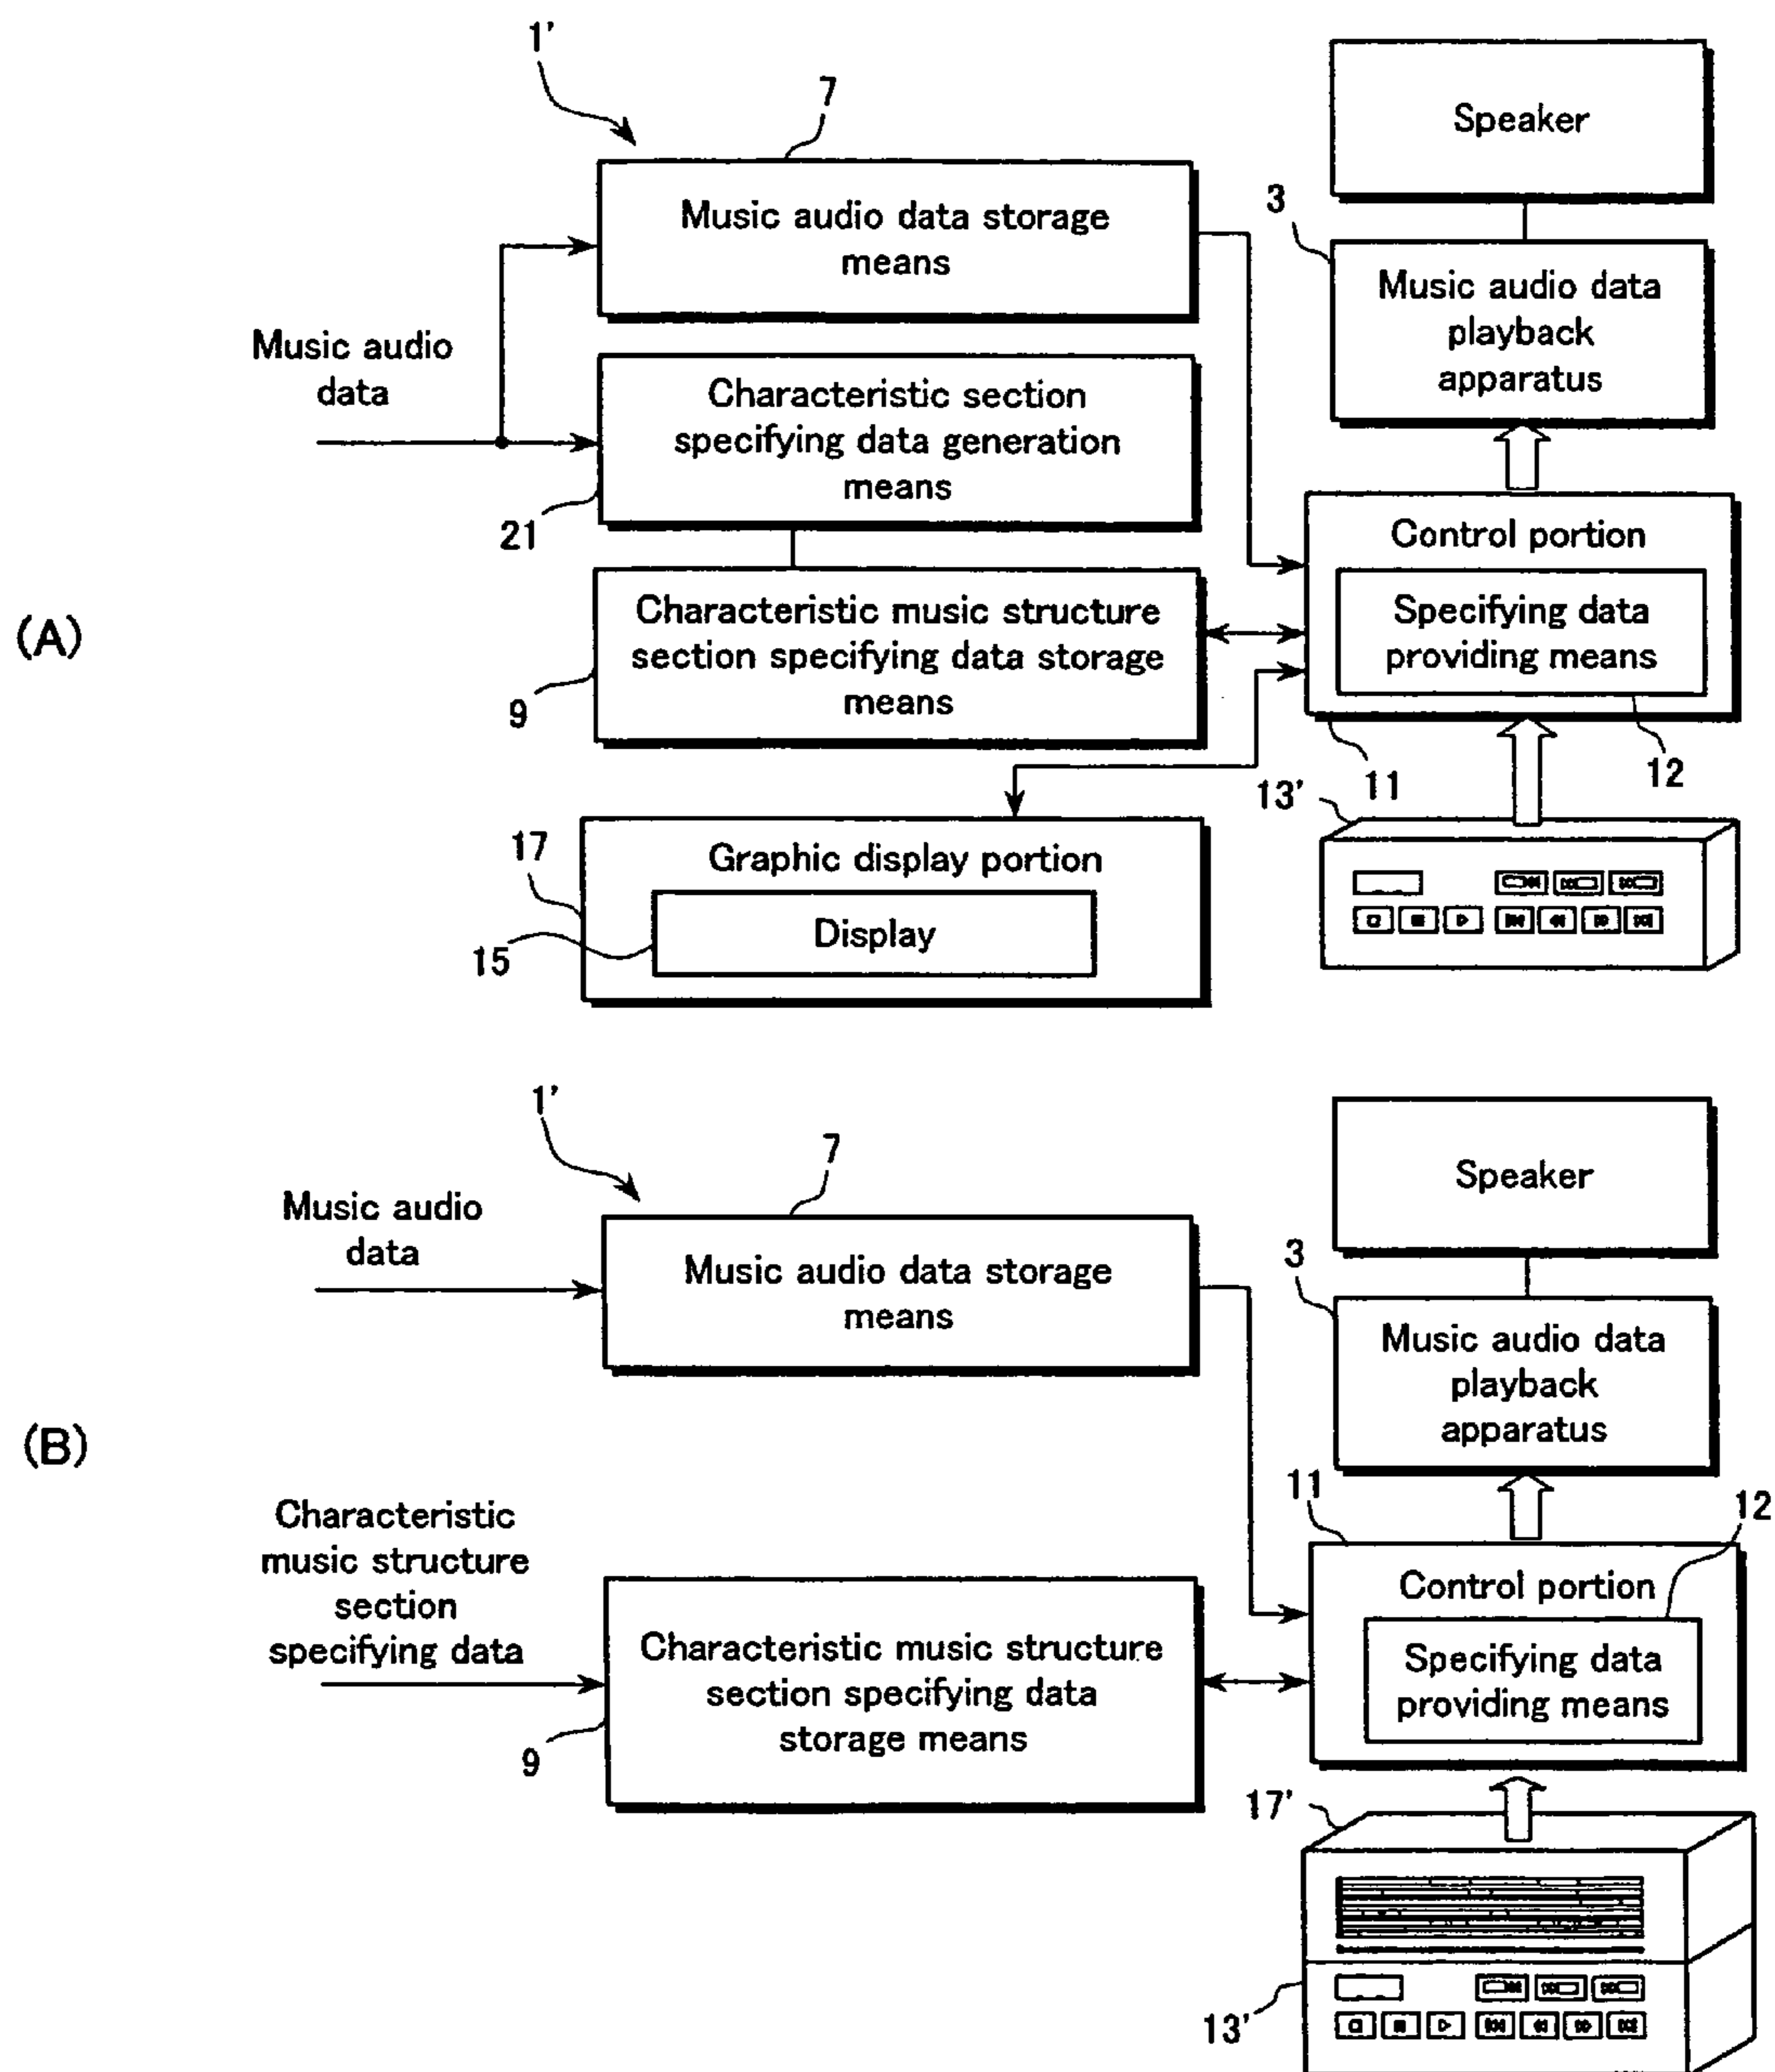 1'
7
Speaker
Music audio data storage
means
3
Music audio data
playback
apparatus
Music audio
data
Characteristic section
specifying data generation
means
21
Control portion
Specifying data
providing means
(A)
Characteristic music structure
section specifying data storage
means
9
11
12
13'
17
Graphic display portion
Display
15
1'
7
Speaker
Music audio
data
Music audio data storage
means
3
Music audio data
playback
apparatus
(B)
11
12
Characteristic
music structure
section
specifying data
Control portion
Specifying data
providing means
Characteristic music structure
section specifying data
storage means
9
17'
13'